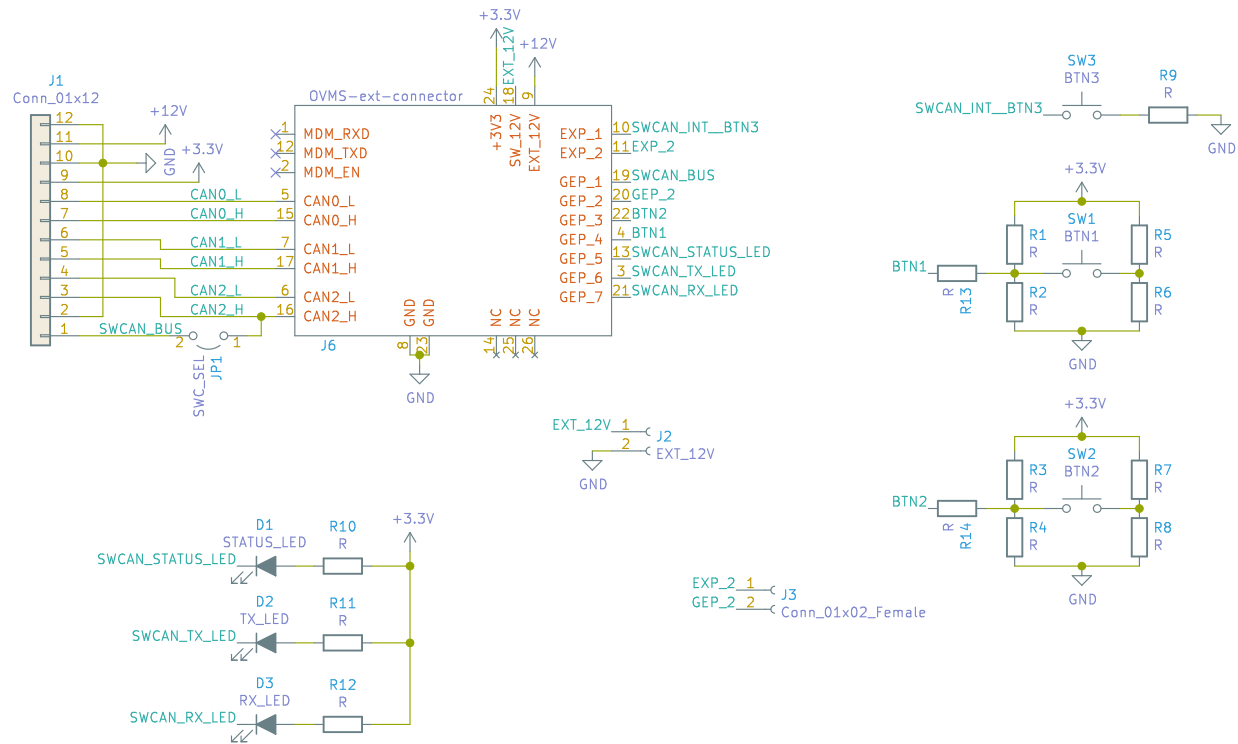 +3.3V
EXT_12V
+12V
24
18
9
OVMS-ext-connector
+3V3
SW_12V
EXT_12V
1 MDM_RXD
12 MDM_TXD
2 MDM_EN
5 CAN0_L
15 CAN0_H
7 CAN1_L
17 CAN1_H
6 CAN2_L
16 CAN2_H
EXP_1 10 SWCAN_INT__BTN3
EXP_2 11 EXP_2
GEP_1 19 SWCAN_BUS
GEP_2 20 GEP_2
GEP_3 22 BTN2
GEP_4 4 BTN1
GEP_5 13 SWCAN_STATUS_LED
GEP_6 3 SWCAN_TX_LED
GEP_7 21 SWCAN_RX_LED
GND
GND
NC
NC
NC
8
23
14
25
26
J6
GND
J1
Conn_01x12
12
11
10
9
8
7
6
5
4
3
2
1
+12V
GND
+3.3V
CAN0_L
CAN0_H
CAN1_L
CAN1_H
CAN2_L
CAN2_H
SWCAN_BUS
2
1
SWC_SEL
JP1
EXT_12V 1
2
J2
EXT_12V
GND
EXP_2 1
GEP_2 2
J3
Conn_01x02_Female
+3.3V
D1
STATUS_LED
SWCAN_STATUS_LED
R10
R
D2
TX_LED
SWCAN_TX_LED
R11
R
D3
RX_LED
SWCAN_RX_LED
R12
R
SW3
BTN3
SWCAN_INT__BTN3
R9
R
GND
+3.3V
SW1
BTN1
R1
R
R5
R
BTN1
R
R13
R2
R
R6
R
GND
+3.3V
SW2
BTN2
R3
R
R7
R
BTN2
R
R14
R4
R
R8
R
GND